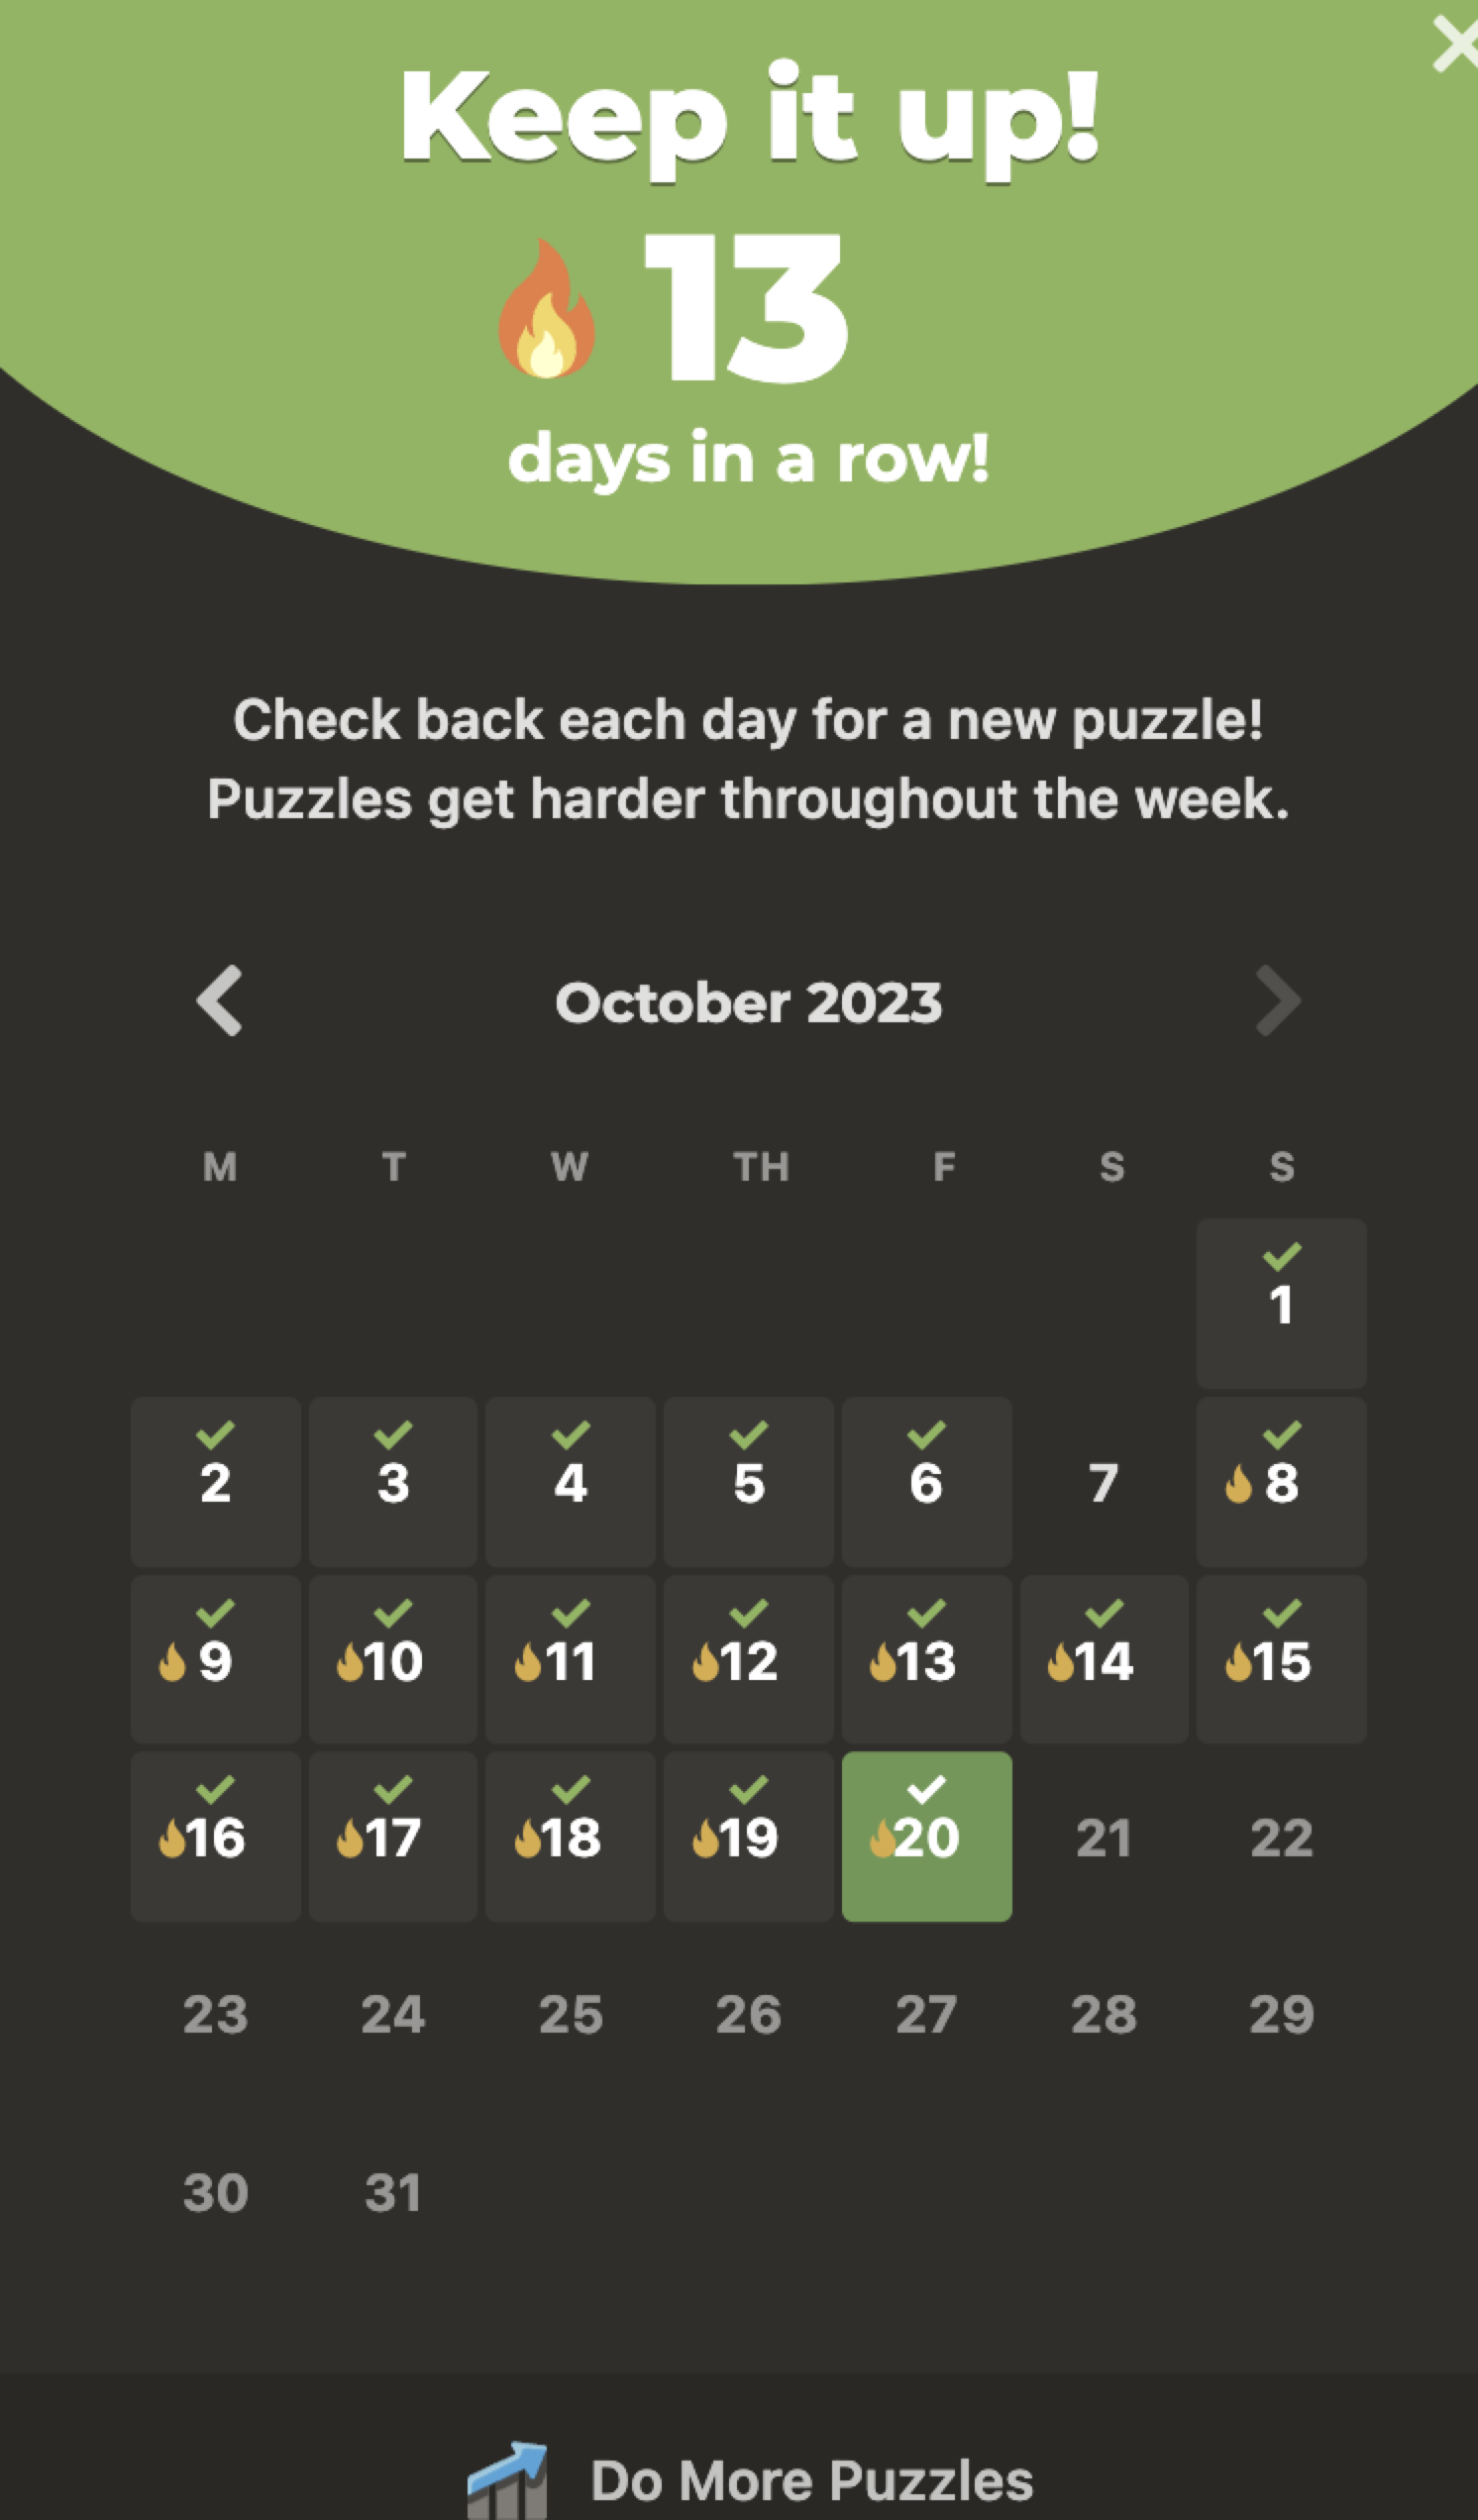 Keep it up!
13
days in a row!
Check back each day for a new puzzle!
Puzzles get harder throughout the week.
October 2023
M T W TH F S S
1
2 3 4 5 6 7 8
9 10 11 12 13 14 15
16 17 18 19 20 21 22
23 24 25 26 27 28 29
30 31
Do More Puzzles